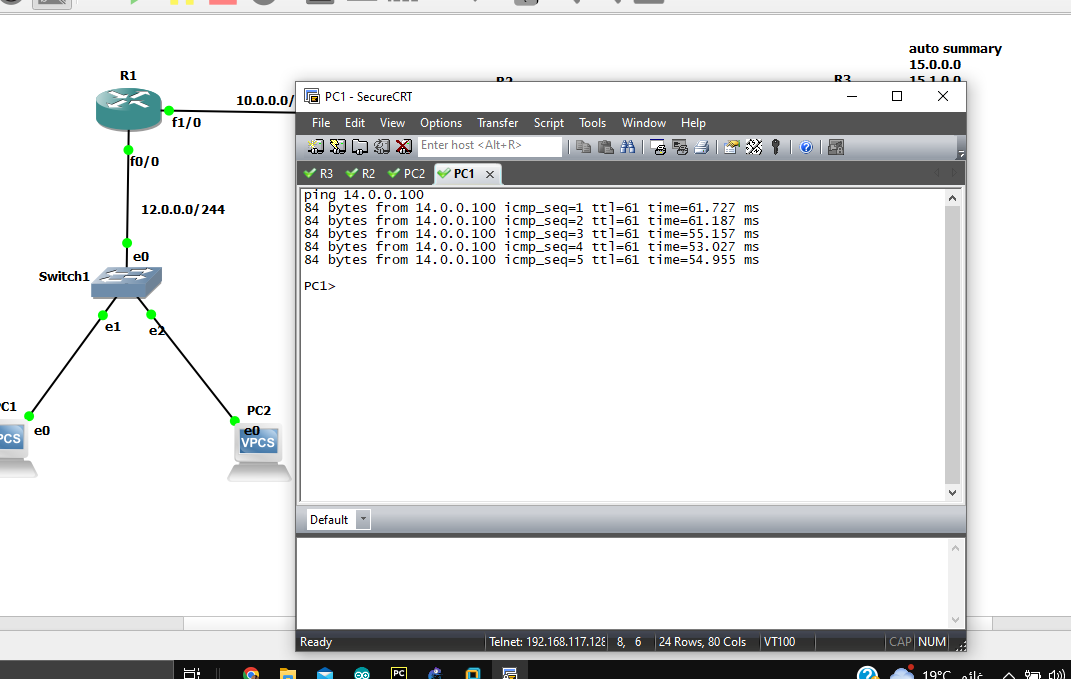 auto summary
15.0.0.0
15.1.0.0
R1
R2
R3
10.0.0.0/
f1/0
f0/0
12.0.0.0/244
e0
Switch1
e1
e2
PC1
e0
PC2
e0
VPCS
VPCS
PC1 - SecureCRT
File Edit View Options Transfer Script Tools Window Help
Enter host <Alt+R>
R3 R2 PC2 PC1
ping 14.0.0.100
84 bytes from 14.0.0.100 icmp_seq=1 ttl=61 time=61.727 ms
84 bytes from 14.0.0.100 icmp_seq=2 ttl=61 time=61.187 ms
84 bytes from 14.0.0.100 icmp_seq=3 ttl=61 time=55.157 ms
84 bytes from 14.0.0.100 icmp_seq=4 ttl=61 time=53.027 ms
84 bytes from 14.0.0.100 icmp_seq=5 ttl=61 time=54.955 ms
PC1>
Default
Ready Telnet: 192.168.117.128 8, 6 24 Rows, 80 Cols VT100 CAP NUM
PC
19°C